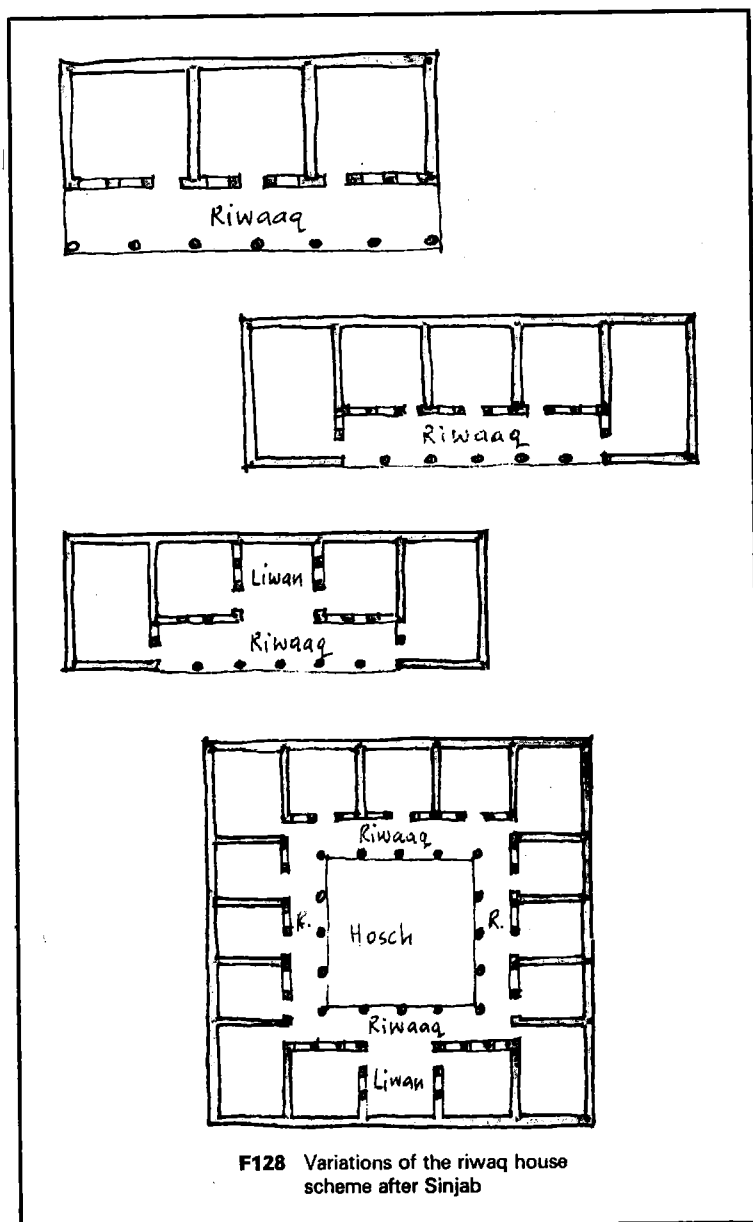 Riwaaq
Riwaaq
Liwan
Riwaaq
Riwaaq
R.
Hosch
R.
Riwaaq
Liwan
F128 Variations of the riwaq house
scheme after Sinjab